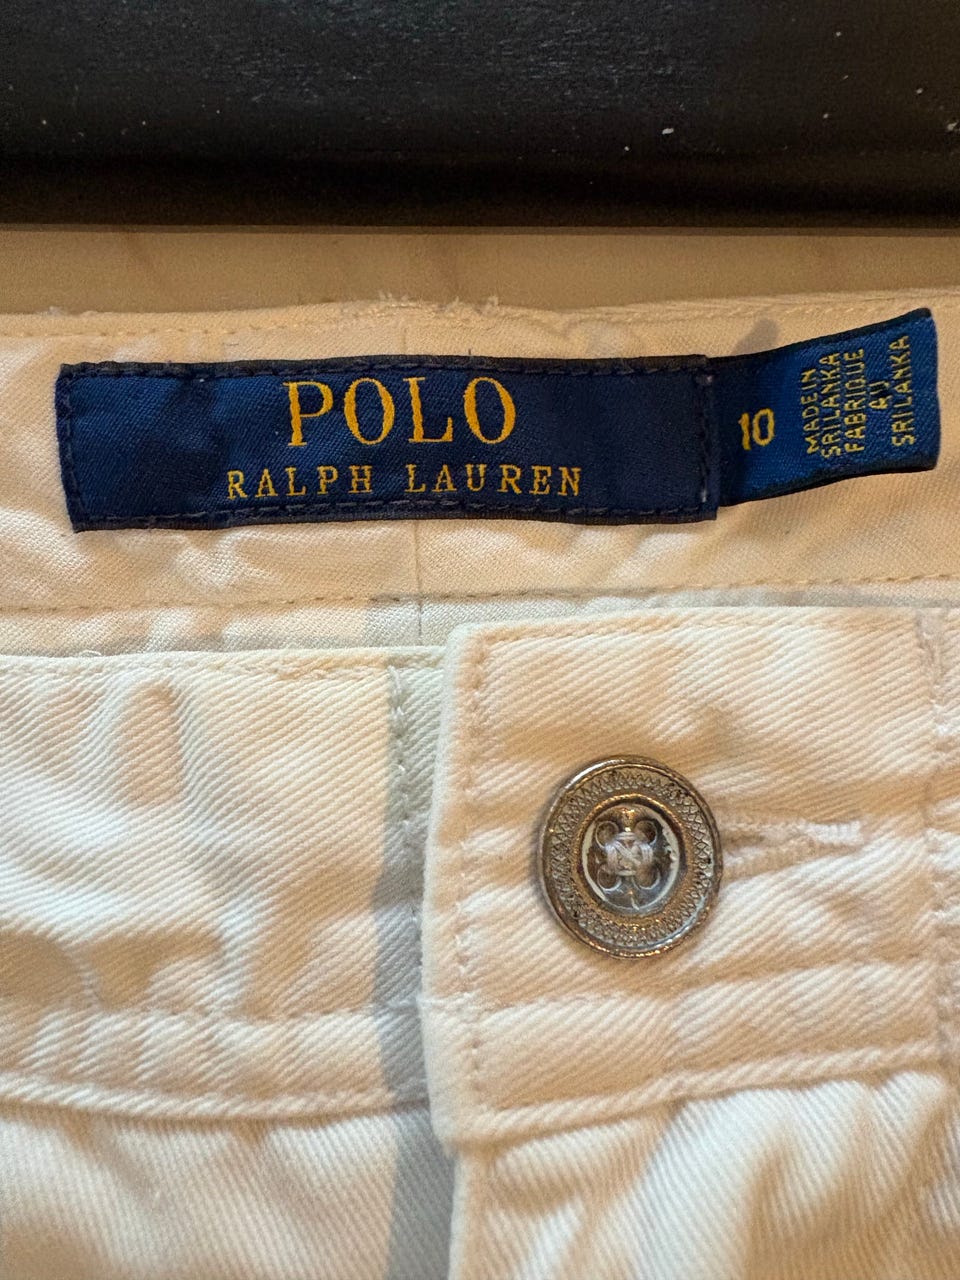 POLO
RALPH LAUREN
10
MADE IN
SRI LANKA
FABRIQUE
AU
SRI LANKA